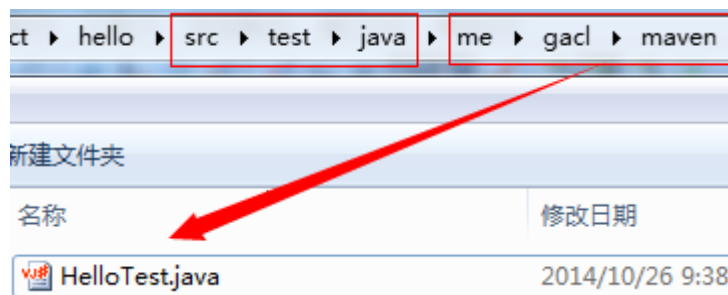 ct ▸ hello ▸ src ▸ test ▸ java ▸ me ▸ gacl ▸ maven
新建文件夹
名称 修改日期
HelloTest.java 2014/10/26 9:38